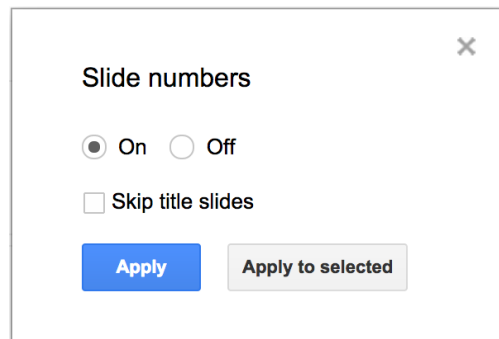 Slide numbers
On Off
Skip title slides
Apply Apply to selected